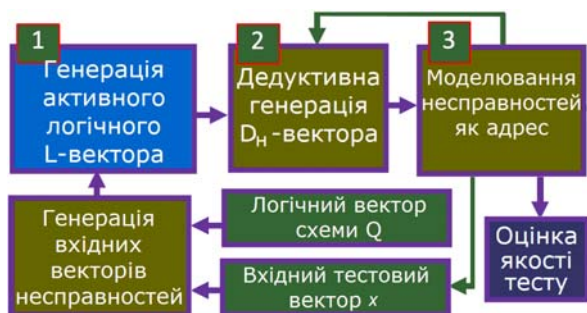 1
Генерація
активного
логічного
L-вектора
2
Дедуктивна
генерація
Dн-вектора
3
Моделювання
несправностей
як адрес
Генерація
вхідних
векторів
несправностей
Логічний вектор
схеми Q
Вхідний тестовий
вектор x
Оцінка
якості
тесту